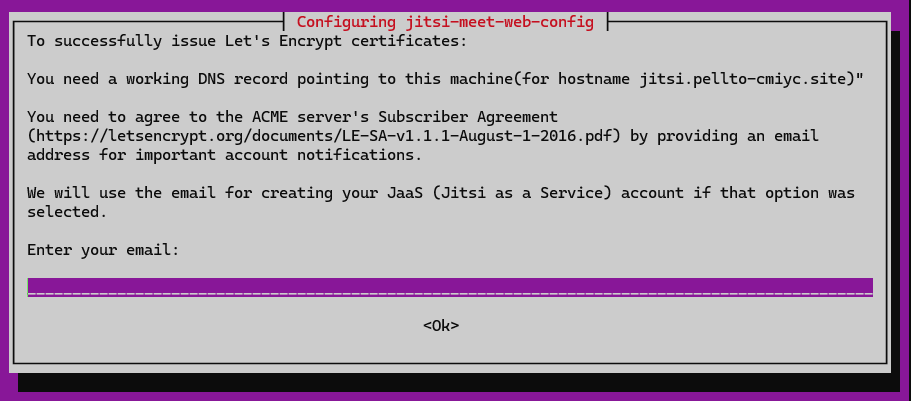 Configuring jitsi-meet-web-config
To successfully issue Let's Encrypt certificates:
You need a working DNS record pointing to this machine(for hostname jitsi.pellto-cmiyc.site)"
You need to agree to the ACME server's Subscriber Agreement
(https://letsencrypt.org/documents/LE-SA-v1.1.1-August-1-2016.pdf) by providing an email
address for important account notifications.
We will use the email for creating your JaaS (Jitsi as a Service) account if that option was
selected.
Enter your email:
<Ok>